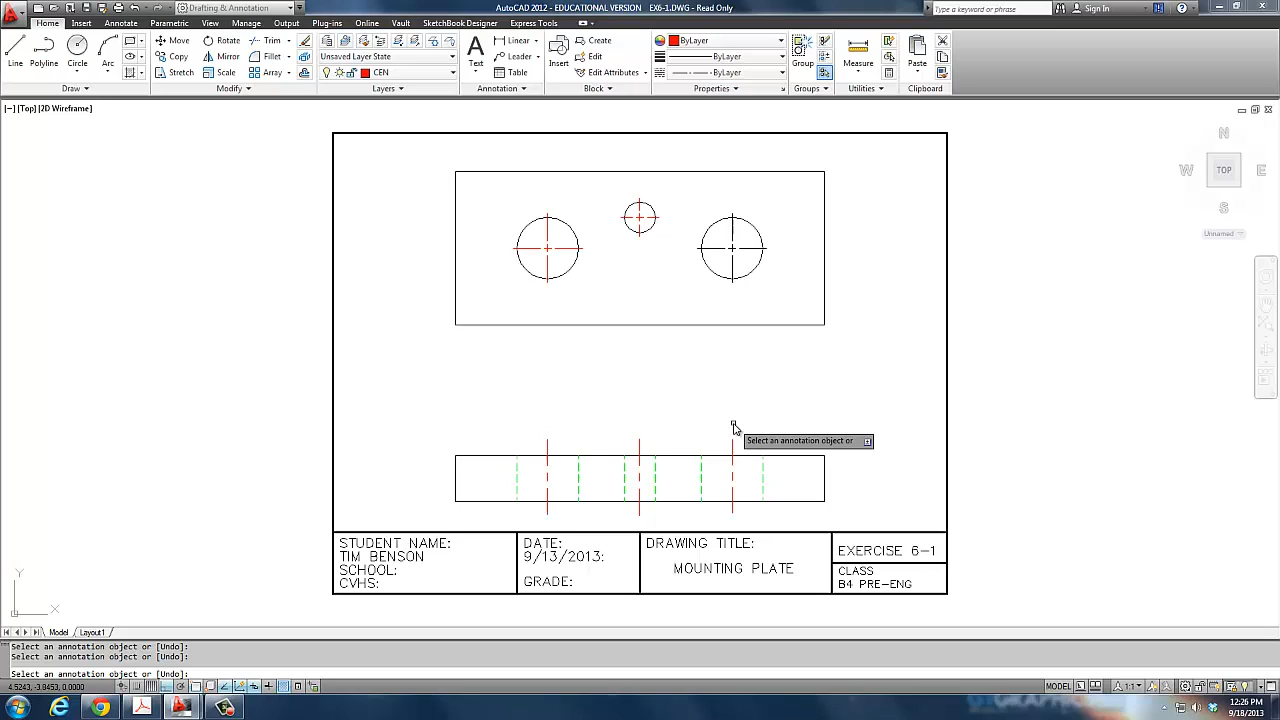 Drafting & Annotation
AutoCAD 2012 - EDUCATIONAL VERSION    EX6-1.DWG - Read Only
Type a keyword or phrase
Sign In
Home Insert Annotate Parametric View Manage Output Plug-ins Online Vault SketchBook Designer Express Tools
Line Polyline Circle Arc
Move Rotate Trim
Copy Mirror Fillet
Stretch Scale Array
Unsaved Layer State
CEN
Text
Linear
Leader
Table
Insert
Create
Edit
Edit Attributes
ByLayer
ByLayer
ByLayer
Group
Measure
Paste
Draw Modify Layers Annotation Block Properties Groups Utilities Clipboard
[–] [Top] [2D Wireframe]
N
W TOP E
S
Unnamed
Select an annotation object or
STUDENT NAME:
TIM BENSON
SCHOOL:
CVHS:
DATE:
9/13/2013:
GRADE:
DRAWING TITLE:
MOUNTING PLATE
EXERCISE 6-1
CLASS
B4 PRE-ENG
Y
X
Model Layout1
Select an annotation object or [Undo]:
Select an annotation object or [Undo]:
Select an annotation object or [Undo]:
4.5243, -3.8453, 0.0000
MODEL
1:1
12:26 PM
9/18/2013